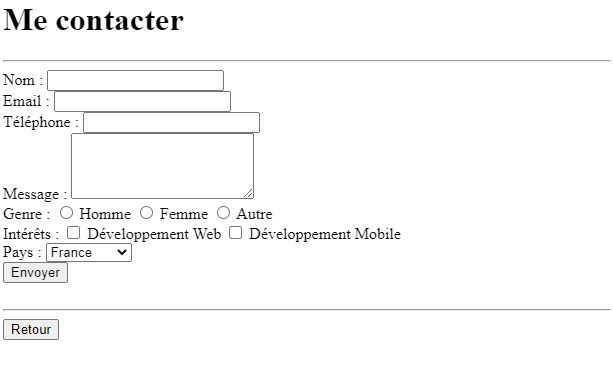 Me contacter
Nom :
Email :
Téléphone :
Message :
Genre : Homme Femme Autre
Intérêts : Développement Web Développement Mobile
Pays : France
Envoyer
Retour